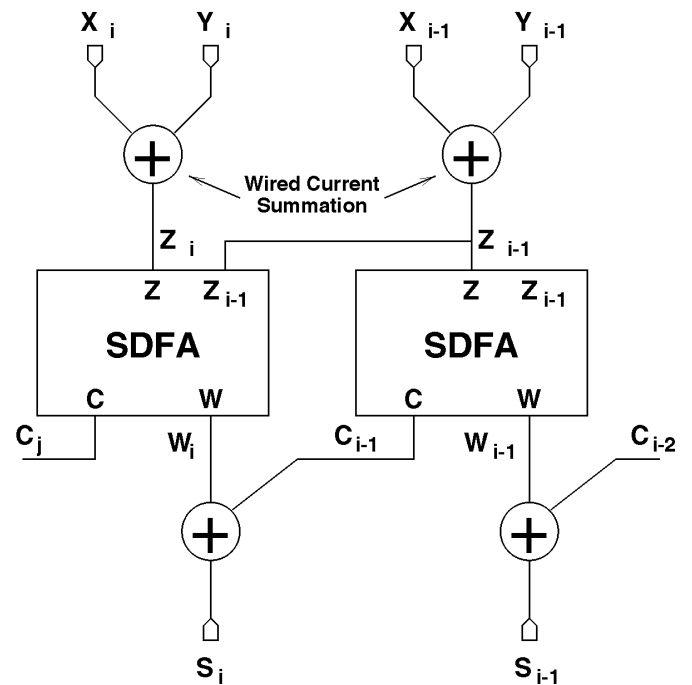 X i Y i X i-1 Y i-1
+ +
Wired Current
Summation
Z i Z i-1
Z Z i-1 Z Z i-1
SDFA SDFA
C W C W
C j W i C i-1 W i-1 C i-2
+ +
S i S i-1